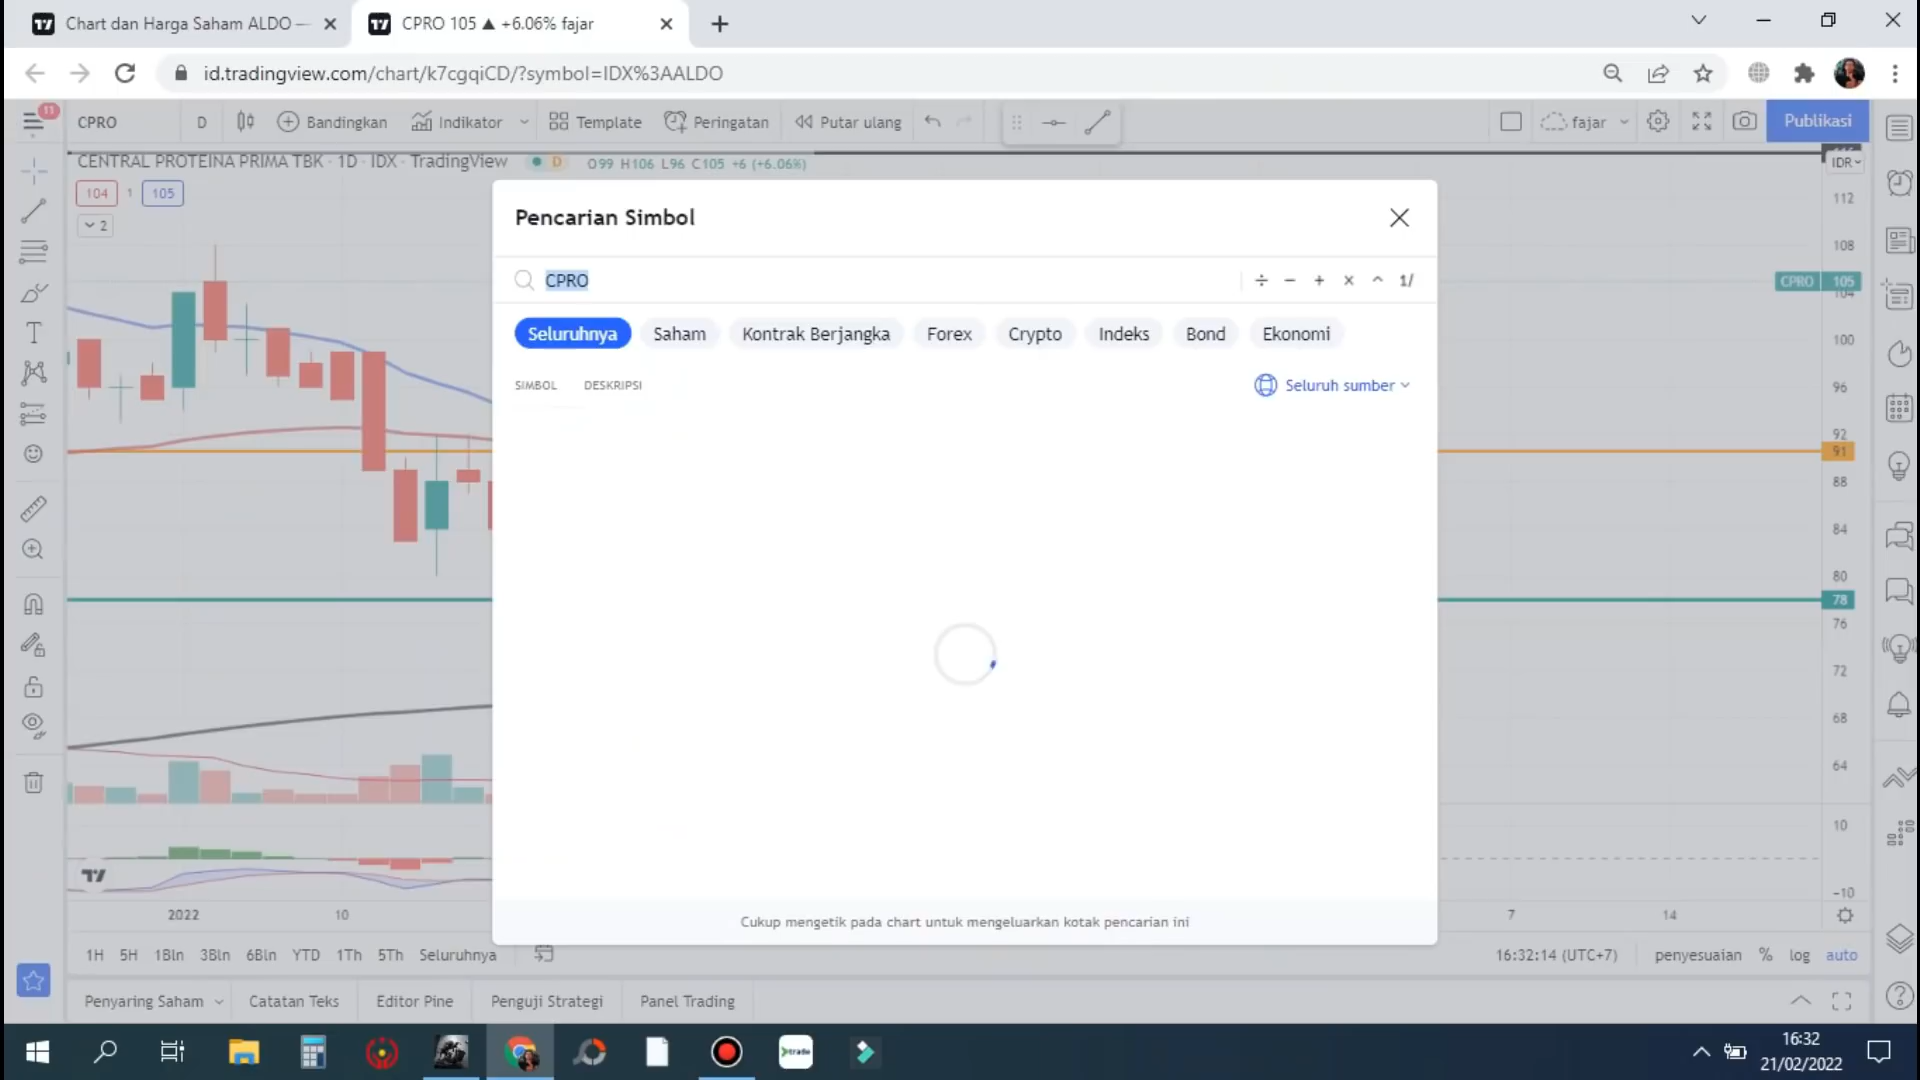 Chart dan Harga Saham ALDO —
CPRO 105 ▲ +6.06% fajar
id.tradingview.com/chart/k7cgqiCD/?symbol=IDX%3AALDO
11
CPRO
D
Bandingkan
Indikator
Template
Peringatan
Putar ulang
fajar
Publikasi
CENTRAL PROTEINA PRIMA TBK · 1D · IDX · TradingView
D
O99 H106 L96 C105 +6 (+6.06%)
IDR
104
1
105
2
Pencarian Simbol
CPRO
÷ − + × ^ 1/
Seluruhnya
Saham
Kontrak Berjangka
Forex
Crypto
Indeks
Bond
Ekonomi
SIMBOL
DESKRIPSI
Seluruh sumber
112
108
CPRO 105
104
100
96
92
91
88
84
80
78
76
72
68
64
10
−10
Cukup mengetik pada chart untuk mengeluarkan kotak pencarian ini
2022
10
7
14
1H 5H 1Bln 3Bln 6Bln YTD 1Th 5Th Seluruhnya
16:32:14 (UTC+7)
penyesuaian % log auto
Penyaring Saham
Catatan Teks
Editor Pine
Penguji Strategi
Panel Trading
trade
16:32
21/02/2022